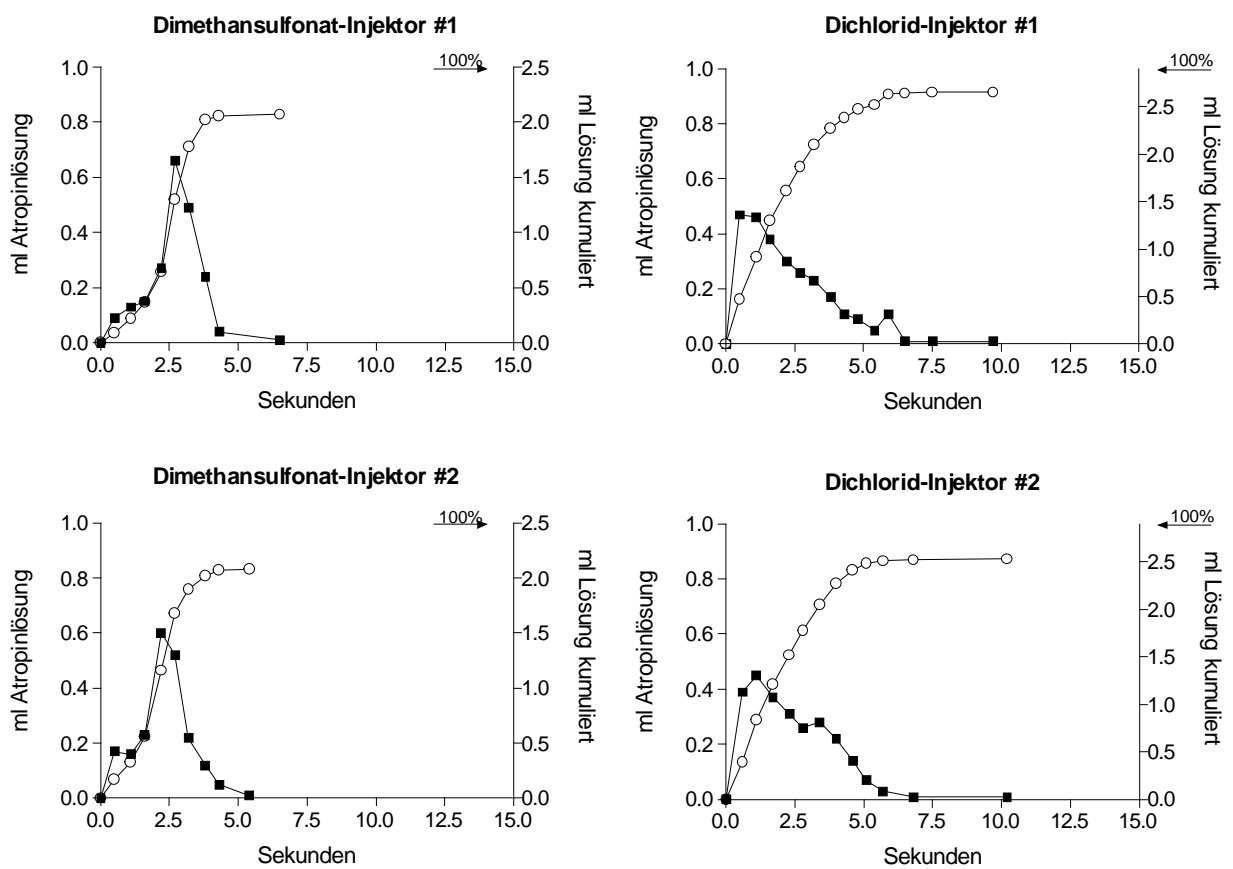 Dimethansulfonat-Injektor #1
100%
1.0
0.8
0.6
0.4
0.2
0.0
ml Atropinlösung
2.5
2.0
1.5
1.0
0.5
0.0
ml Lösung kumuliert
0.0 2.5 5.0 7.5 10.0 12.5 15.0
Sekunden
Dichlorid-Injektor #1
100%
1.0
0.8
0.6
0.4
0.2
0.0
ml Atropinlösung
2.5
2.0
1.5
1.0
0.5
0.0
ml Lösung kumuliert
0.0 2.5 5.0 7.5 10.0 12.5 15.0
Sekunden
Dimethansulfonat-Injektor #2
100%
1.0
0.8
0.6
0.4
0.2
0.0
ml Atropinlösung
2.5
2.0
1.5
1.0
0.5
0.0
ml Lösung kumuliert
0.0 2.5 5.0 7.5 10.0 12.5 15.0
Sekunden
Dichlorid-Injektor #2
100%
1.0
0.8
0.6
0.4
0.2
0.0
ml Atropinlösung
2.5
2.0
1.5
1.0
0.5
0.0
ml Lösung kumuliert
0.0 2.5 5.0 7.5 10.0 12.5 15.0
Sekunden